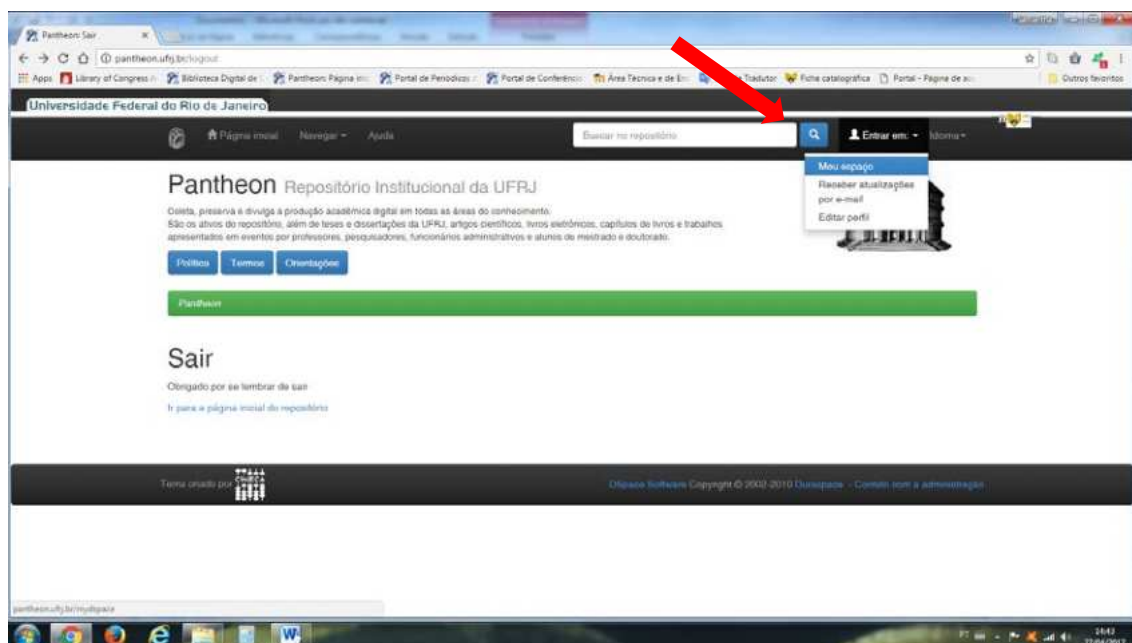 Pantheon: Sair
pantheon.ufrj.br/logout
Apps Library of Congress Biblioteca Digital de Pantheon: Página Portal de Periódicos Portal de Conferênci Área Técnica e de Tradutor Ficha catalográfica Portal - Página de Outros favoritos
Universidade Federal do Rio de Janeiro
Página inicial Navegar Ajuda Buscar no repositório Entrar em: Idioma
Meu espaço
Receber atualizações
por e-mail
Editar perfil
Pantheon Repositório Institucional da UFRJ
Coleta, preserva e divulga a produção acadêmica digital em todas as áreas do conhecimento.
São os ativos do repositório, além de teses e dissertações da UFRJ, artigos científicos, livros eletrônicos, capítulos de livros e trabalhos
apresentados em eventos por professores, pesquisadores, funcionários administrativos e alunos de mestrado e doutorado.
Política Termos Orientações
Pantheon
Sair
Obrigado por se lembrar de sair
Ir para a página inicial do repositório
Tema criado por CINECA DSpace Software Copyright © 2002-2010 Duraspace - Contato com a administração
pantheon.ufrj.br/mydspace
PT 14:43